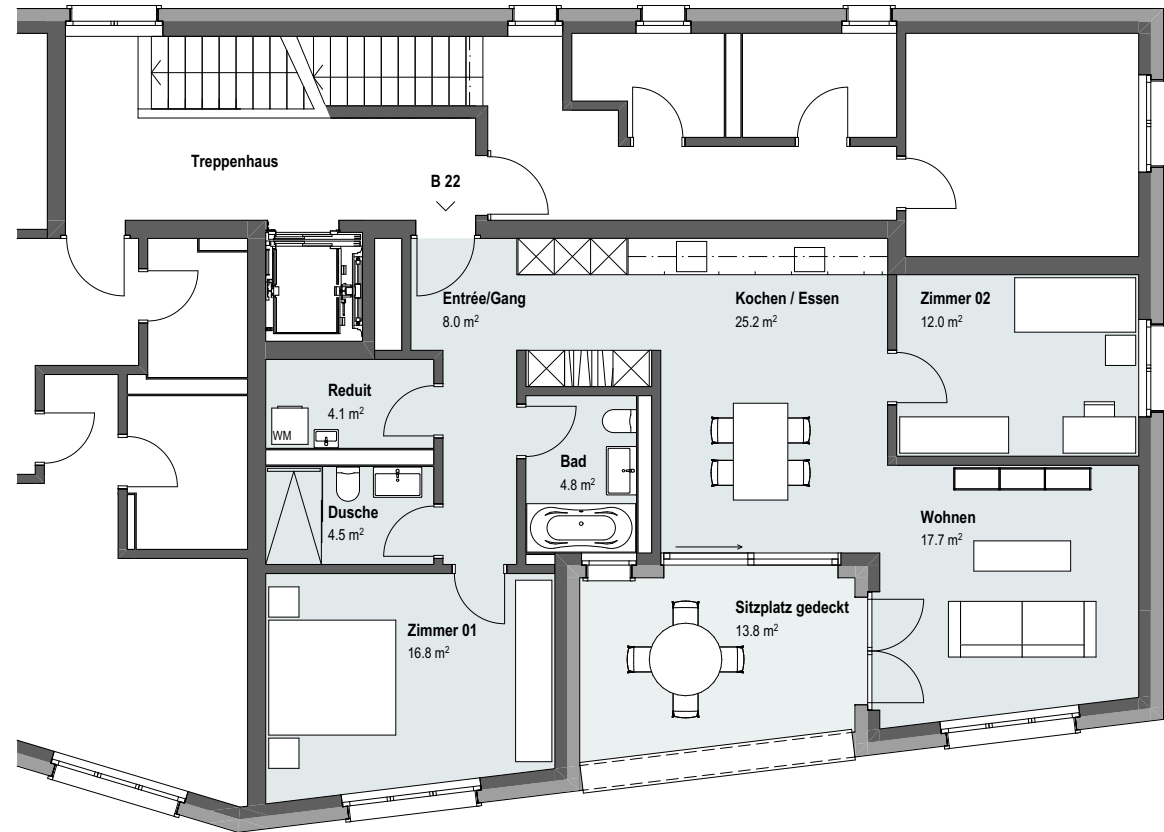 Treppenhaus
B 22
Entrée/Gang
8.0 m²
Kochen / Essen
25.2 m²
Zimmer 02
12.0 m²
Reduit
4.1 m²
WM
Bad
4.8 m²
Dusche
4.5 m²
Wohnen
17.7 m²
Sitzplatz gedeckt
13.8 m²
Zimmer 01
16.8 m²